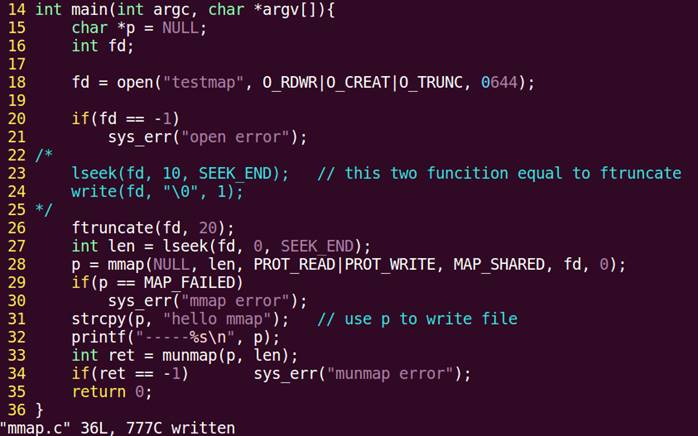 14 int main(int argc, char *argv[]){
15     char *p = NULL;
16     int fd;
17
18     fd = open("testmap", O_RDWR|O_CREAT|O_TRUNC, 0644);
19
20     if(fd == -1)
21         sys_err("open error");
22 /*
23     lseek(fd, 10, SEEK_END);   // this two funcition equal to ftruncate
24     write(fd, "\0", 1);
25 */
26     ftruncate(fd, 20);
27     int len = lseek(fd, 0, SEEK_END);
28     p = mmap(NULL, len, PROT_READ|PROT_WRITE, MAP_SHARED, fd, 0);
29     if(p == MAP_FAILED)
30         sys_err("mmap error");
31     strcpy(p, "hello mmap");   // use p to write file
32     printf("-----%s\n", p);
33     int ret = munmap(p, len);
34     if(ret == -1)       sys_err("munmap error");
35     return 0;
36 }
"mmap.c" 36L, 777C written